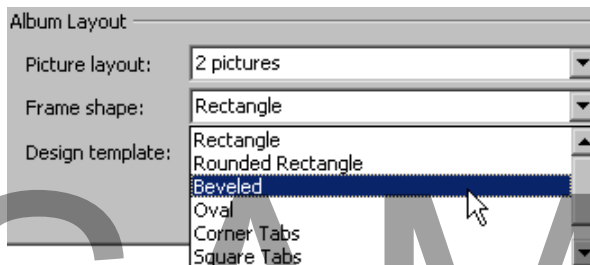 Album Layout
Picture layout: 2 pictures
Frame shape: Rectangle
Design template: Rectangle
Rounded Rectangle
Beveled
Oval
Corner Tabs
Square Tabs